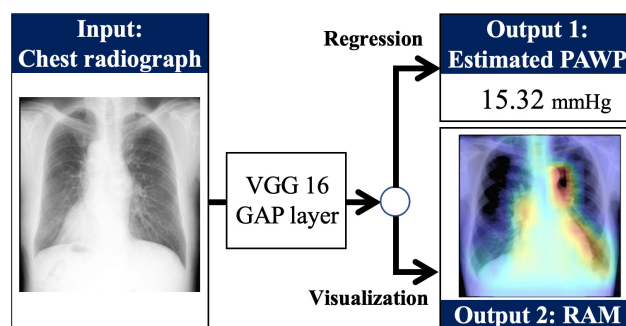 Input:
Chest radiograph
VGG 16
GAP layer
Regression
Visualization
Output 1:
Estimated PAWP
15.32 mmHg
Output 2: RAM